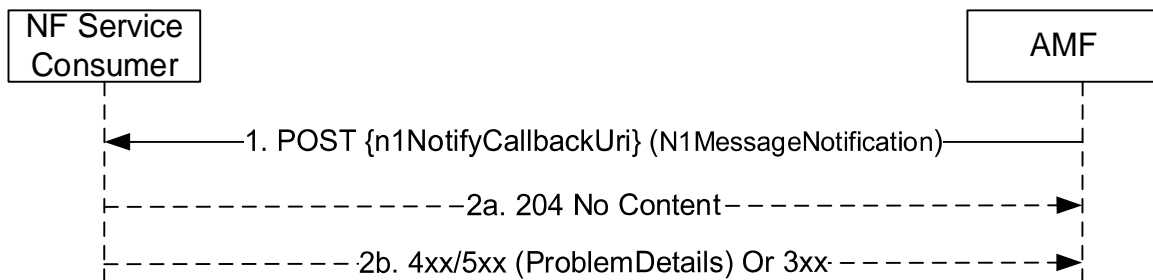 NF Service
Consumer
AMF
1. POST {n1NotifyCallbackUri} (N1MessageNotification)
2a. 204 No Content
2b. 4xx/5xx (ProblemDetails) Or 3xx